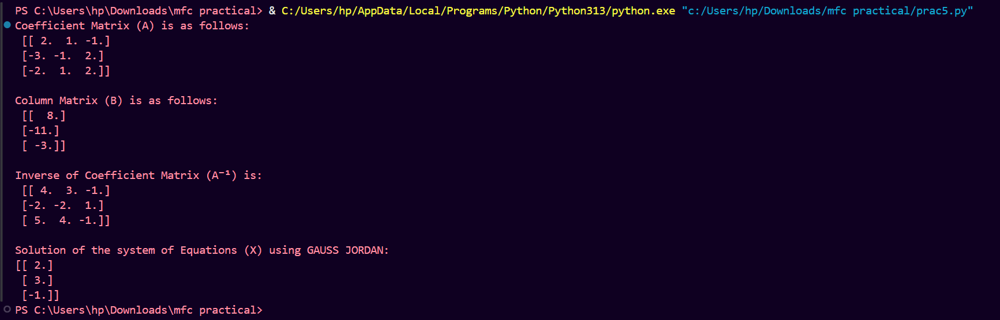 PS C:\Users\hp\Downloads\mfc practical> & C:/Users/hp/AppData/Local/Programs/Python/Python313/python.exe "c:/Users/hp/Downloads/mfc practical/prac5.py"
Coefficient Matrix (A) is as follows:
 [[ 2.  1. -1.]
 [-3. -1.  2.]
 [-2.  1.  2.]]
Column Matrix (B) is as follows:
 [[  8.]
 [-11.]
 [ -3.]]
Inverse of Coefficient Matrix (A⁻¹) is:
 [[ 4.  3. -1.]
 [-2. -2.  1.]
 [ 5.  4. -1.]]
Solution of the system of Equations (X) using GAUSS JORDAN:
[[ 2.]
 [ 3.]
 [-1.]]
PS C:\Users\hp\Downloads\mfc practical>